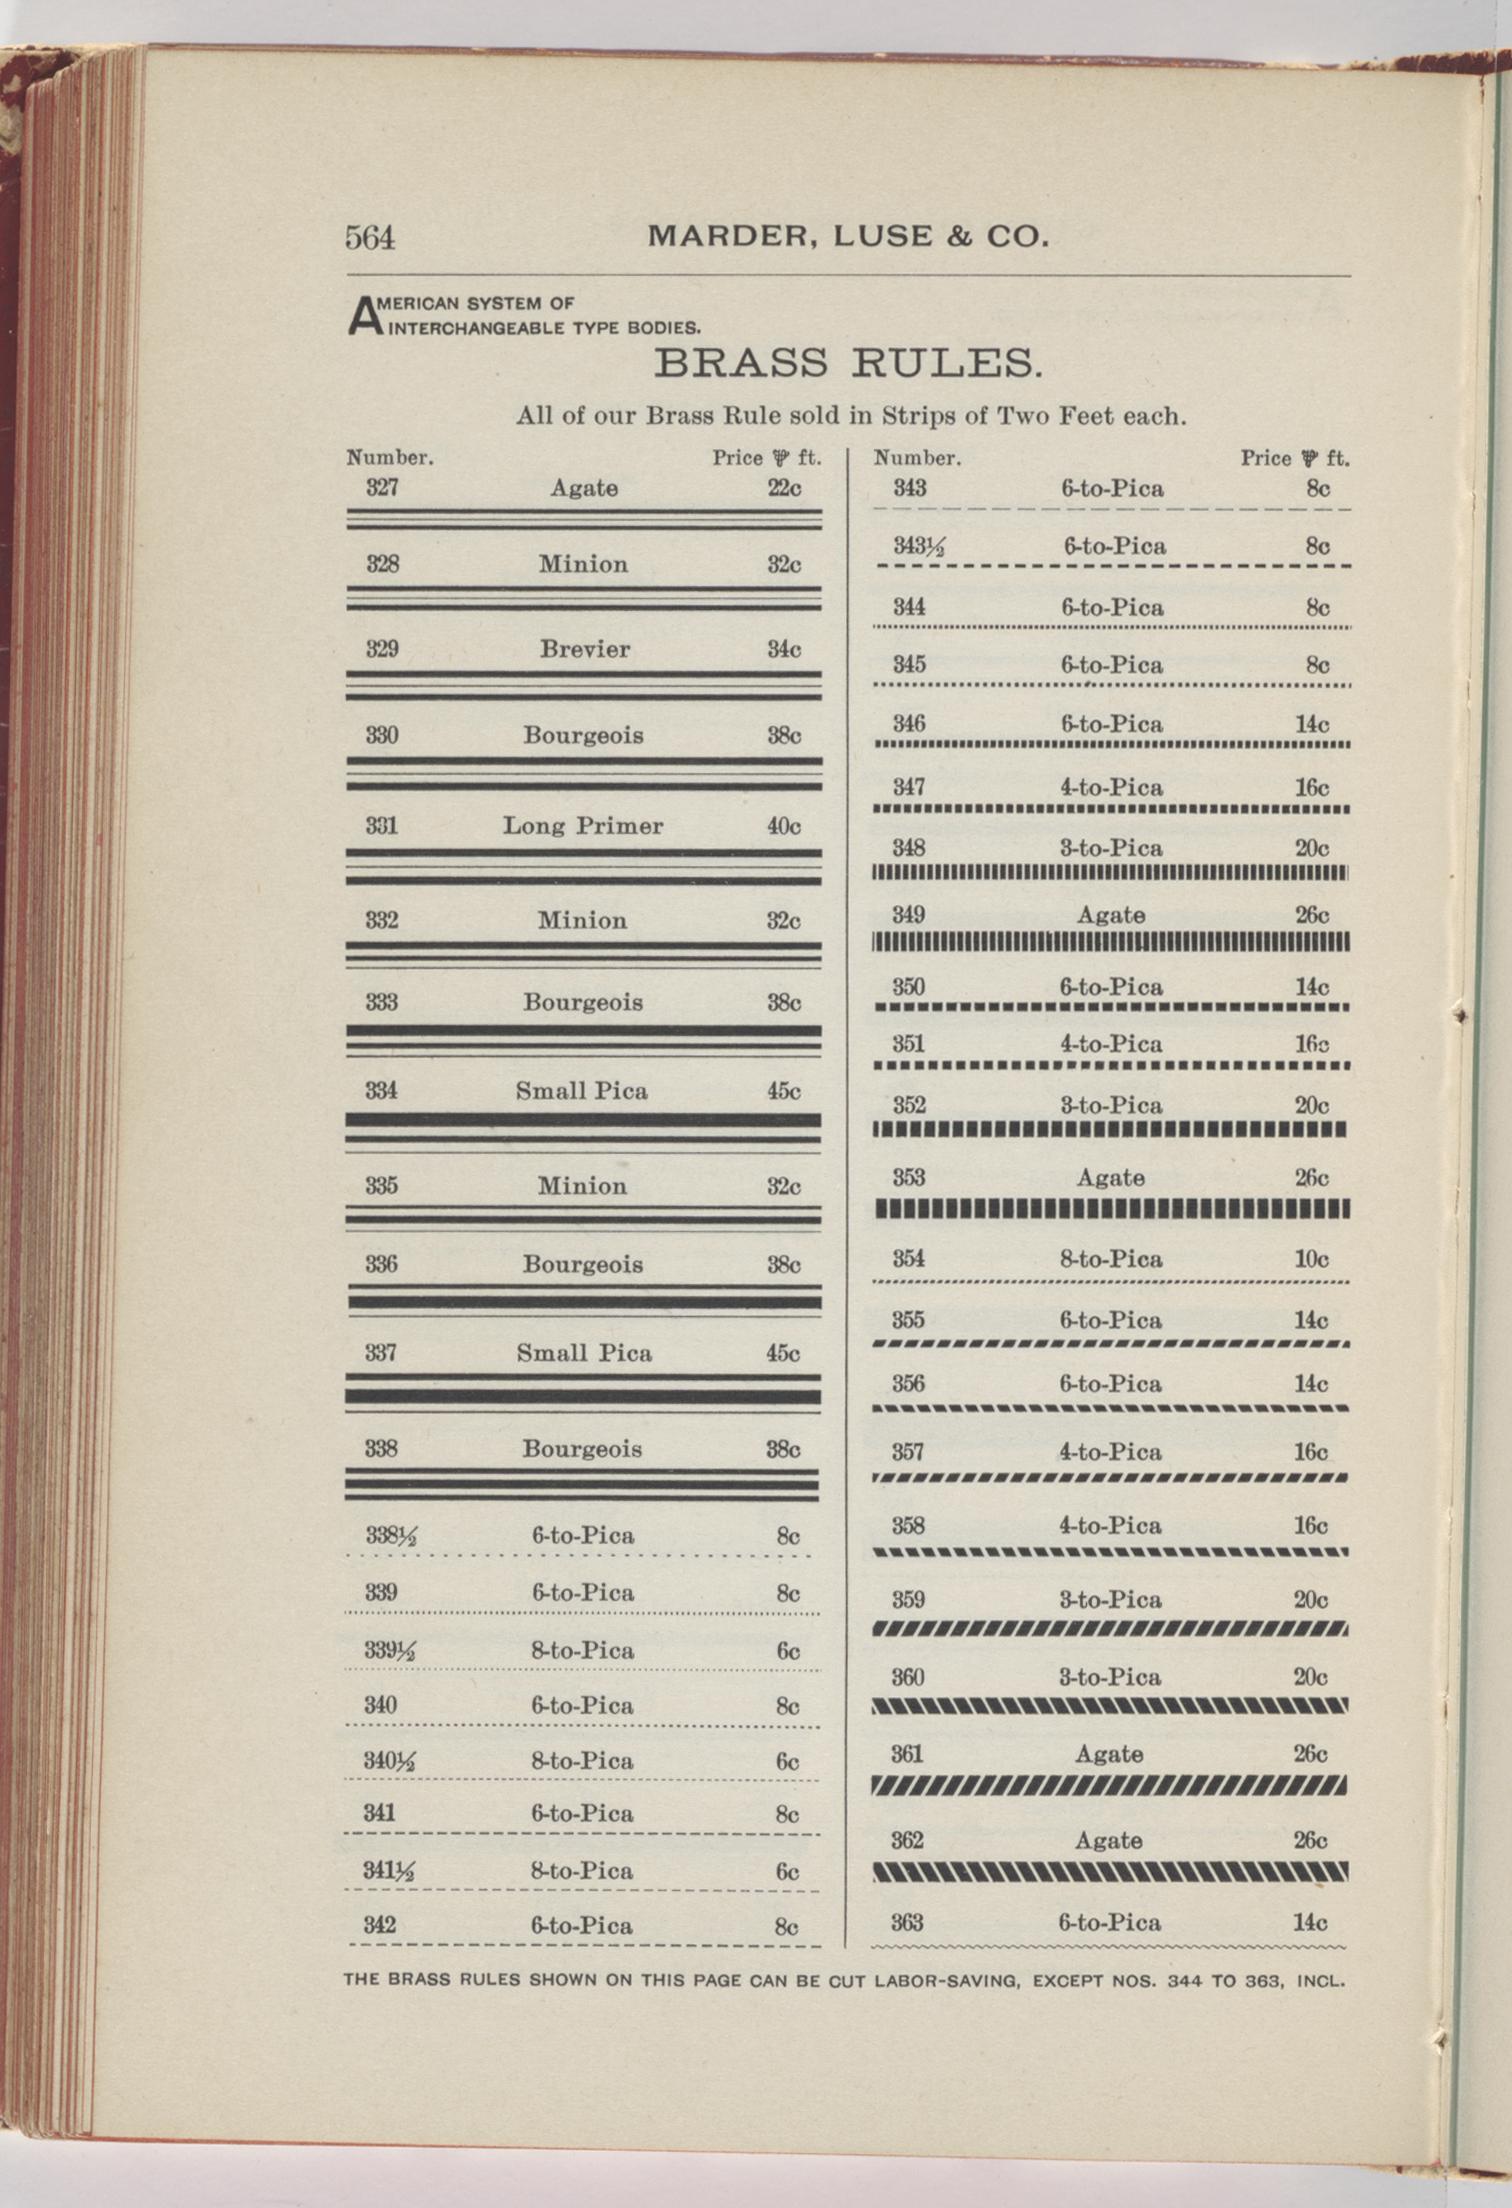 564 MARDER, LUSE & CO.
AMERICAN SYSTEM OF
INTERCHANGEABLE TYPE BODIES.
BRASS RULES.
All of our Brass Rule sold in Strips of Two Feet each.
Number. Price ⅌ ft.
327 Agate 22c
328 Minion 32c
329 Brevier 34c
330 Bourgeois 38c
331 Long Primer 40c
332 Minion 32c
333 Bourgeois 38c
334 Small Pica 45c
335 Minion 32c
336 Bourgeois 38c
337 Small Pica 45c
338 Bourgeois 38c
338½ 6-to-Pica 8c
339 6-to-Pica 8c
339½ 8-to-Pica 6c
340 6-to-Pica 8c
340½ 8-to-Pica 6c
341 6-to-Pica 8c
341½ 8-to-Pica 6c
342 6-to-Pica 8c
Number. Price ⅌ ft.
343 6-to-Pica 8c
343½ 6-to-Pica 8c
344 6-to-Pica 8c
345 6-to-Pica 8c
346 6-to-Pica 14c
347 4-to-Pica 16c
348 3-to-Pica 20c
349 Agate 26c
350 6-to-Pica 14c
351 4-to-Pica 16c
352 3-to-Pica 20c
353 Agate 26c
354 8-to-Pica 10c
355 6-to-Pica 14c
356 6-to-Pica 14c
357 4-to-Pica 16c
358 4-to-Pica 16c
359 3-to-Pica 20c
360 3-to-Pica 20c
361 Agate 26c
362 Agate 26c
363 6-to-Pica 14c
THE BRASS RULES SHOWN ON THIS PAGE CAN BE CUT LABOR-SAVING, EXCEPT NOS. 344 TO 363, INCL.